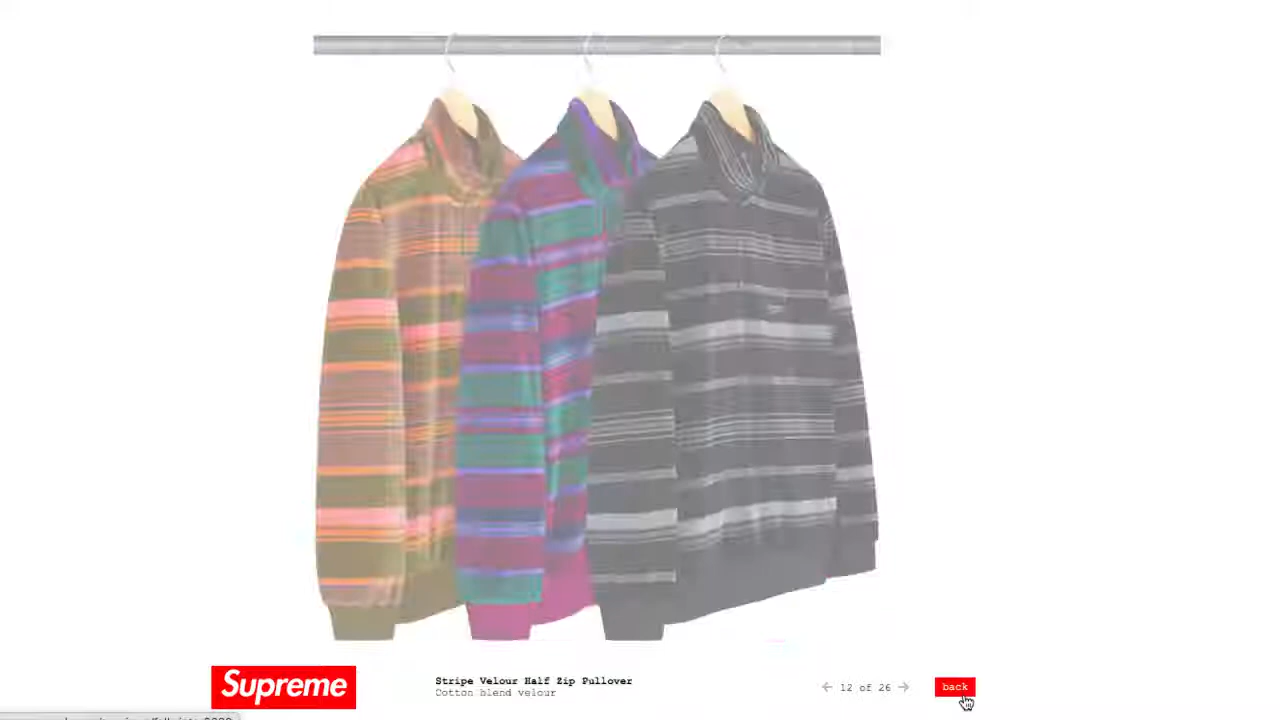 Supreme
Stripe Velour Half Zip Pullover
Cotton blend velour
12 of 26
back